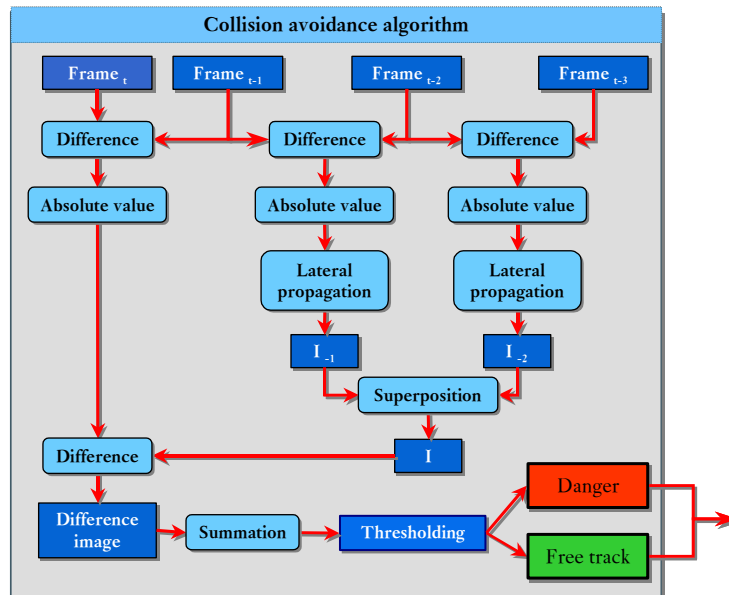 Collision avoidance algorithm
Frame t
Frame t-1
Frame t-2
Frame t-3
Difference
Difference
Difference
Absolute value
Absolute value
Absolute value
Lateral
propagation
Lateral
propagation
I -1
I -2
Superposition
Difference
I
Difference
image
Summation
Thresholding
Danger
Free track